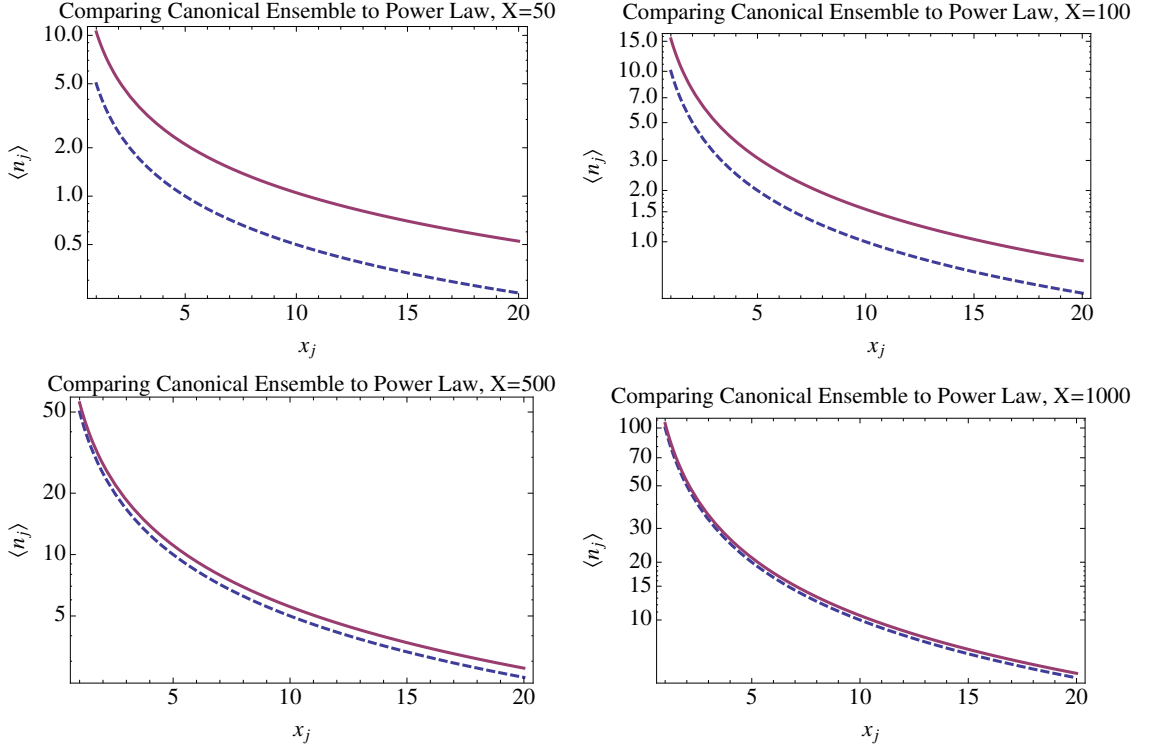 Comparing Canonical Ensemble to Power Law, X=50
10.0
5.0
2.0
1.0
0.5
⟨n_j⟩
5 10 15 20
x_j
Comparing Canonical Ensemble to Power Law, X=100
15.0
10.0
7.0
5.0
3.0
2.0
1.5
1.0
⟨n_j⟩
5 10 15 20
x_j
Comparing Canonical Ensemble to Power Law, X=500
50
20
10
5
⟨n_j⟩
5 10 15 20
x_j
Comparing Canonical Ensemble to Power Law, X=1000
100
70
50
30
20
15
10
⟨n_j⟩
5 10 15 20
x_j